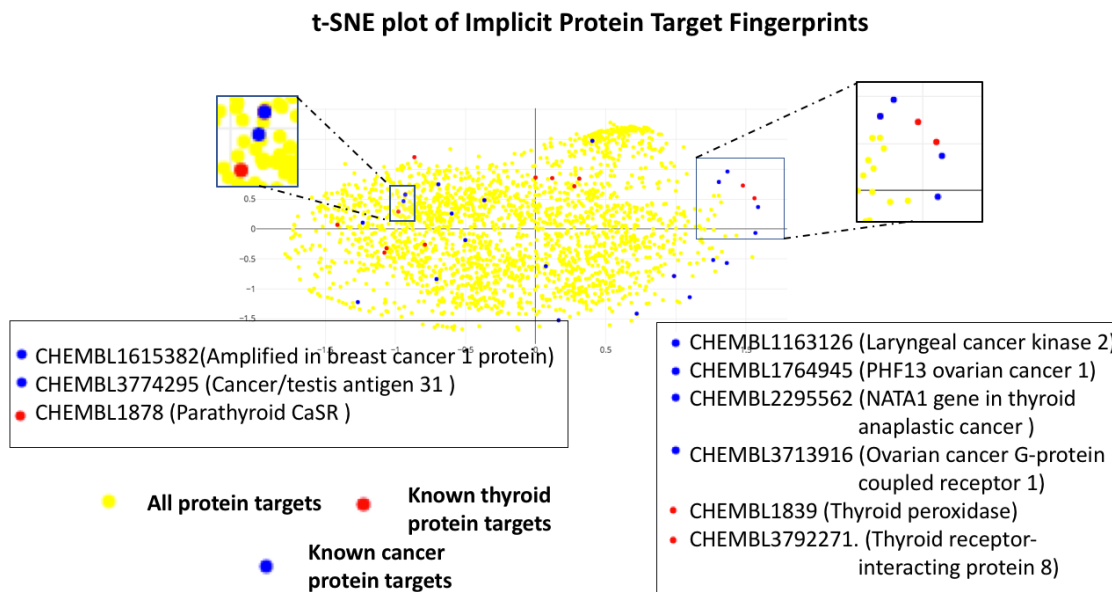 t-SNE plot of Implicit Protein Target Fingerprints
0.5
0
-0.5
-1
-1.5
0.5
CHEMBL1615382(Amplified in breast cancer 1 protein)
CHEMBL3774295 (Cancer/testis antigen 31 )
CHEMBL1878 (Parathyroid CaSR )
CHEMBL1163126 (Laryngeal cancer kinase 2)
CHEMBL1764945 (PHF13 ovarian cancer 1)
CHEMBL2295562 (NATA1 gene in thyroid
anaplastic cancer )
CHEMBL3713916 (Ovarian cancer G-protein
coupled receptor 1)
CHEMBL1839 (Thyroid peroxidase)
CHEMBL3792271. (Thyroid receptor-
interacting protein 8)
All protein targets
Known thyroid
protein targets
Known cancer
protein targets